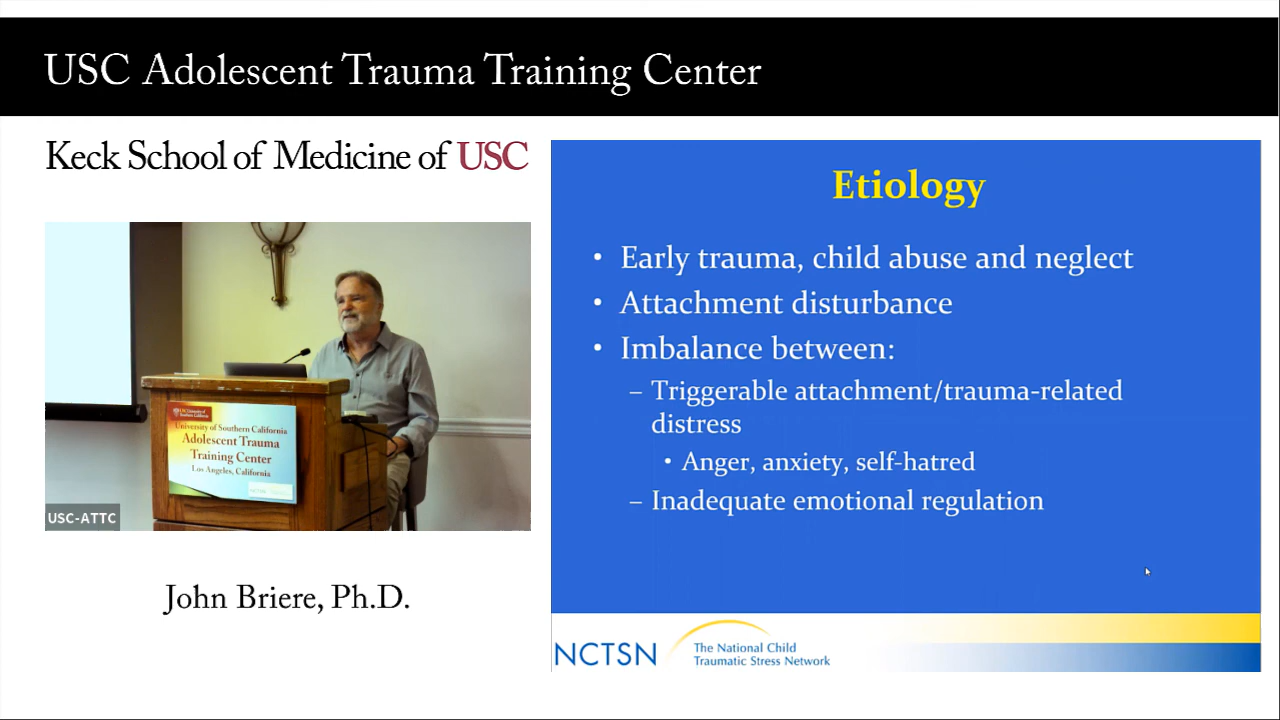 USC Adolescent Trauma Training Center
Keck School of Medicine of USC
University of Southern California
Adolescent Trauma
Training Center
Los Angeles, California
NCTSN
USC-ATTC
John Briere, Ph.D.
Etiology
• Early trauma, child abuse and neglect
• Attachment disturbance
• Imbalance between:
– Triggerable attachment/trauma-related
distress
• Anger, anxiety, self-hatred
– Inadequate emotional regulation
NCTSN
The National Child
Traumatic Stress Network